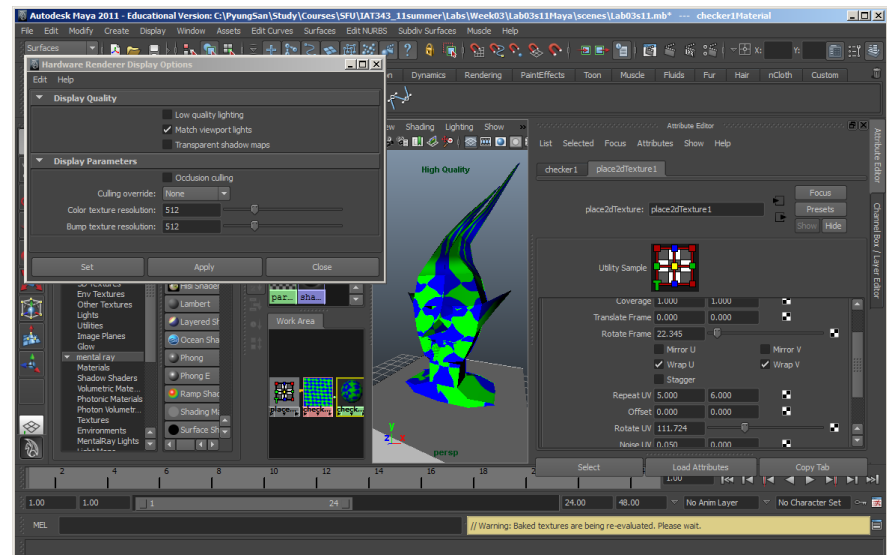 Autodesk Maya 2011 - Educational Version: C:\PyungSan\Study\Courses\SFU\IAT343_11summer\Labs\Week03\Lab03s11Maya\scenes\Lab03s11.mb* --- checker1Material
File Edit Modify Create Display Window Assets Edit Curves Surfaces Edit NURBS Subdiv Surfaces Muscle Help
Surfaces X: Y:
Hardware Renderer Display Options
Edit Help
Display Quality
Low quality lighting
Match viewport lights
Transparent shadow maps
Display Parameters
Occlusion culling
Culling override: None
Color texture resolution: 512
Bump texture resolution: 512
Set Apply Close
Dynamics Rendering PaintEffects Toon Muscle Fluids Fur Hair nCloth Custom
Shading Lighting Show
High Quality
persp
y
z x
Attribute Editor
List Selected Focus Attributes Show Help
checker1 place2dTexture1
place2dTexture: place2dTexture1
Focus
Presets
Show Hide
Utility Sample
Coverage 1.000 1.000
Translate Frame 0.000 0.000
Rotate Frame 22.345
Mirror U Mirror V
Wrap U Wrap V
Stagger
Repeat UV 5.000 6.000
Offset 0.000 0.000
Rotate UV 111.724
Noise UV 0.050 0.000
Select Load Attributes Copy Tab
Attribute Editor
Channel Box / Layer Editor
Env Textures
Other Textures
Lights
Utilities
Image Planes
Glow
mental ray
Materials
Shadow Shaders
Volumetric Mate...
Photonic Materials
Photon Volumetr...
Textures
Environments
MentalRay Lights
Lambert
Layered Sh
Ocean Sha
Phong
Phong E
Ramp Shac
Shading Ma
Surface Sh
par... sha...
Work Area
place... check... check...
2 4 6 8 10 12 14 16 18
1.00
1.00 1.00 1 24 24.00 48.00 No Anim Layer No Character Set
MEL // Warning: Baked textures are being re-evaluated. Please wait.